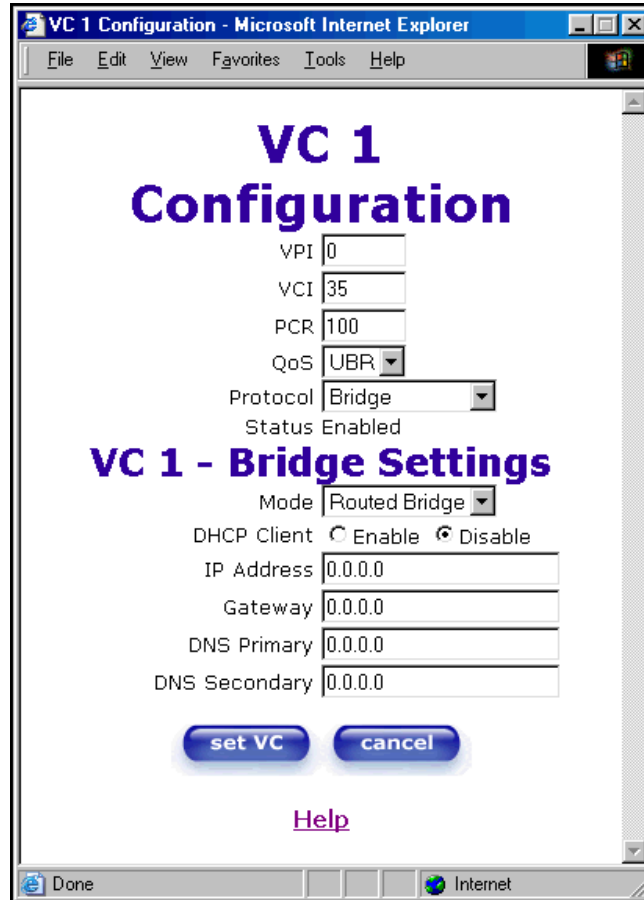 VC 1 Configuration - Microsoft Internet Explorer
File Edit View Favorites Tools Help
VC 1
Configuration
VPI 0
VCI 35
PCR 100
QoS UBR
Protocol Bridge
Status Enabled
VC 1 - Bridge Settings
Mode Routed Bridge
DHCP Client Enable Disable
IP Address 0.0.0.0
Gateway 0.0.0.0
DNS Primary 0.0.0.0
DNS Secondary 0.0.0.0
set VC cancel
Help
Done Internet